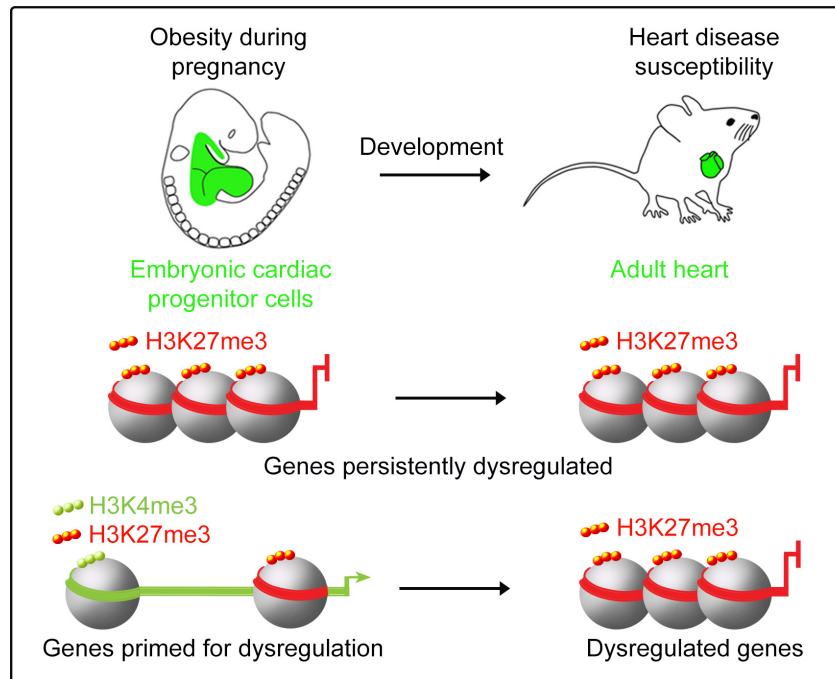 Obesity during
pregnancy
Heart disease
susceptibility
Development
Embryonic cardiac
progenitor cells
Adult heart
H3K27me3
H3K27me3
Genes persistently dysregulated
H3K4me3
H3K27me3
H3K27me3
Genes primed for dysregulation
Dysregulated genes